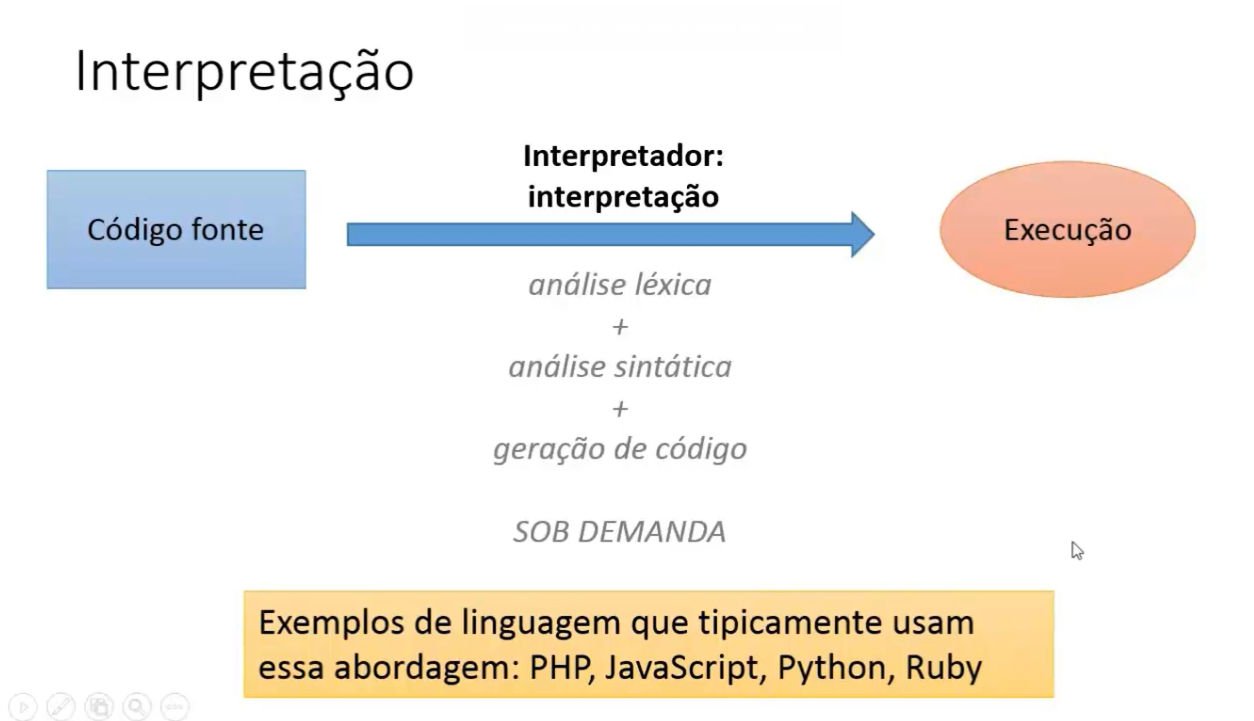 Interpretação
Código fonte
Interpretador:
interpretação
Execução
análise léxica
+
análise sintática
+
geração de código
SOB DEMANDA
Exemplos de linguagem que tipicamente usam
essa abordagem: PHP, JavaScript, Python, Ruby